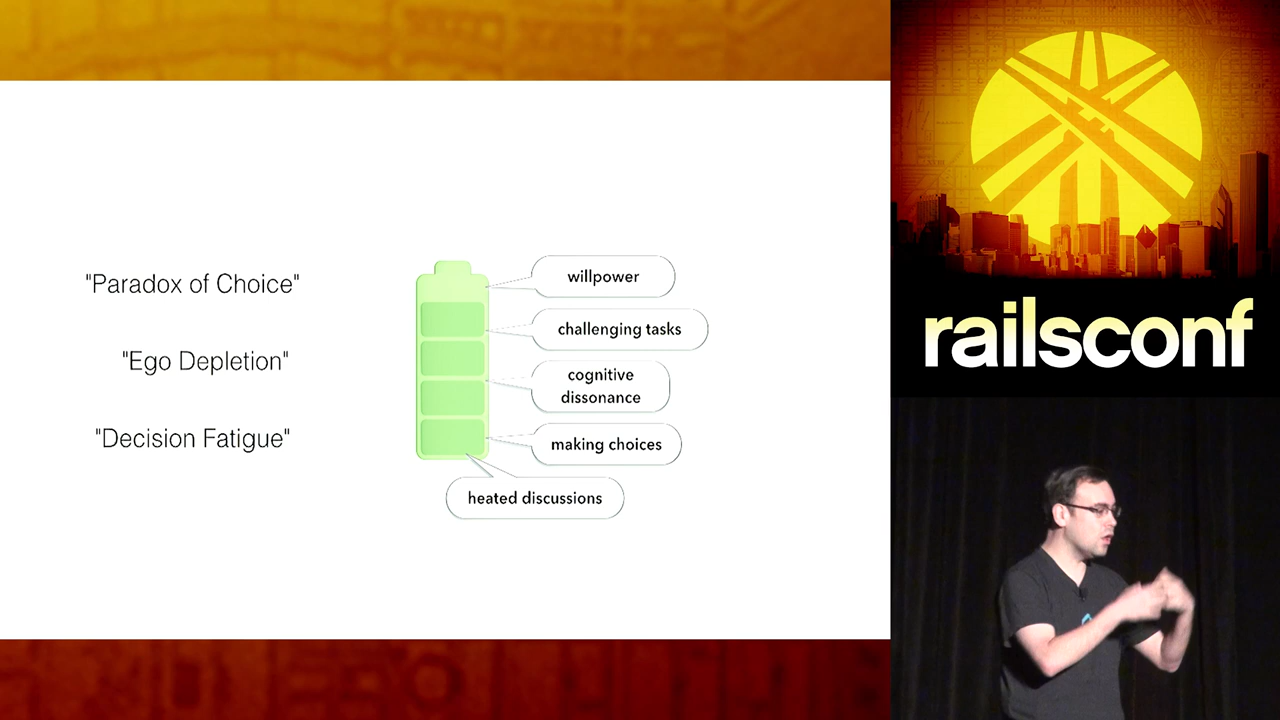 "Paradox of Choice"
"Ego Depletion"
"Decision Fatigue"
willpower
challenging tasks
cognitive
dissonance
making choices
heated discussions
railsconf